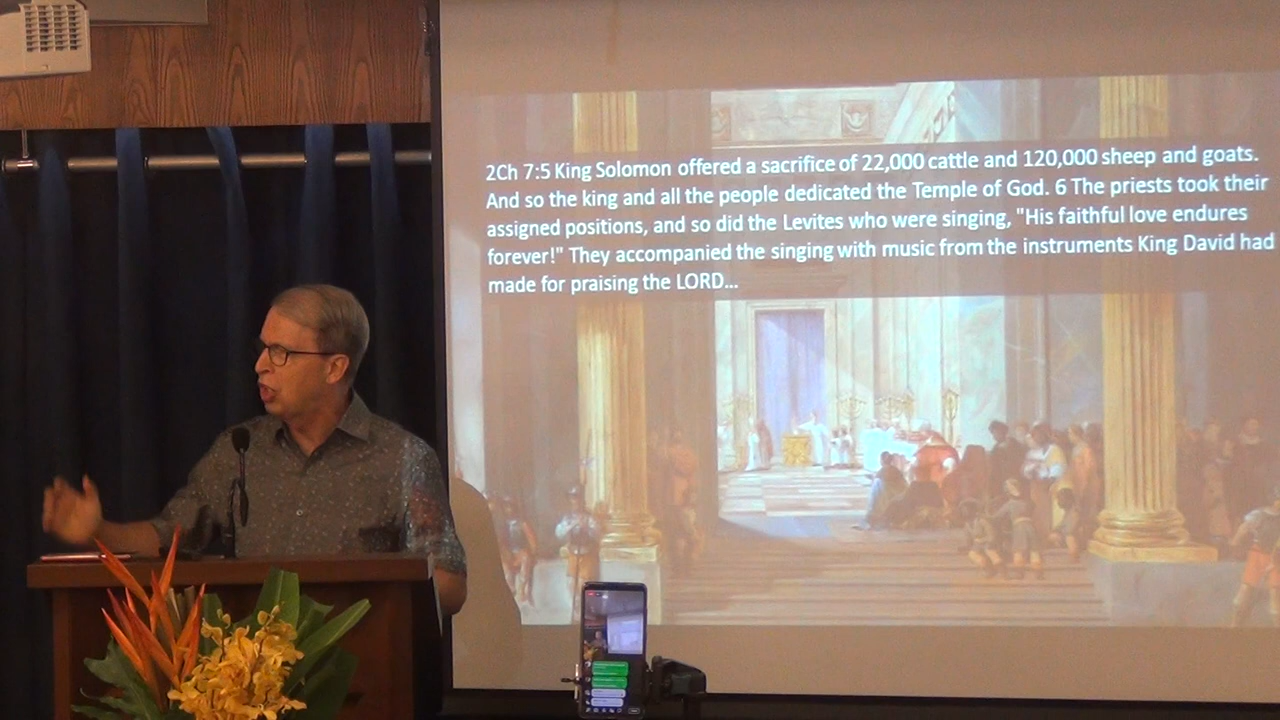 2Ch 7:5 King Solomon offered a sacrifice of 22,000 cattle and 120,000 sheep and goats.
And so the king and all the people dedicated the Temple of God. 6 The priests took their
assigned positions, and so did the Levites who were singing, "His faithful love endures
forever!" They accompanied the singing with music from the instruments King David had
made for praising the LORD...